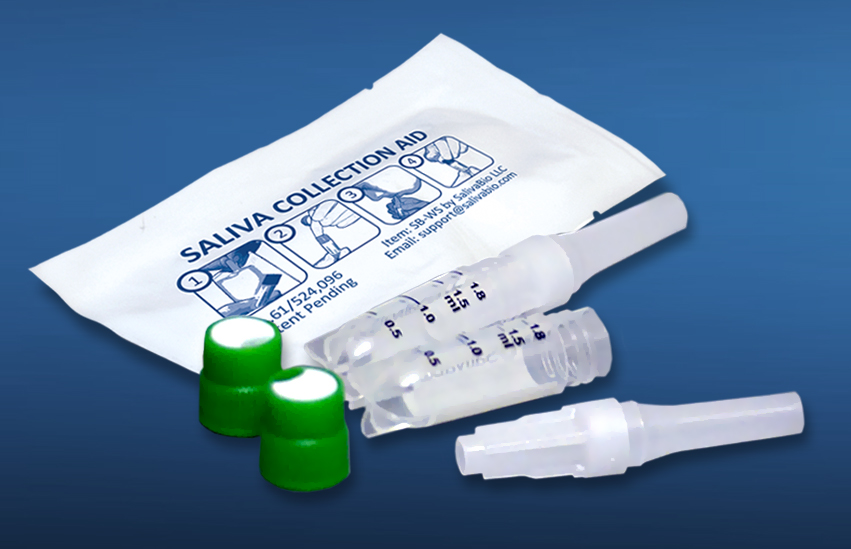 SALIVA COLLECTION AID
1
2
3
4
61/524,096
Pending
Item: SB-WS by SalivaBio LLC
Email: support@salivabio.com
0.5
1.0
1.5
ml
1.8
0.5
1.0
1.5
ml
1.8